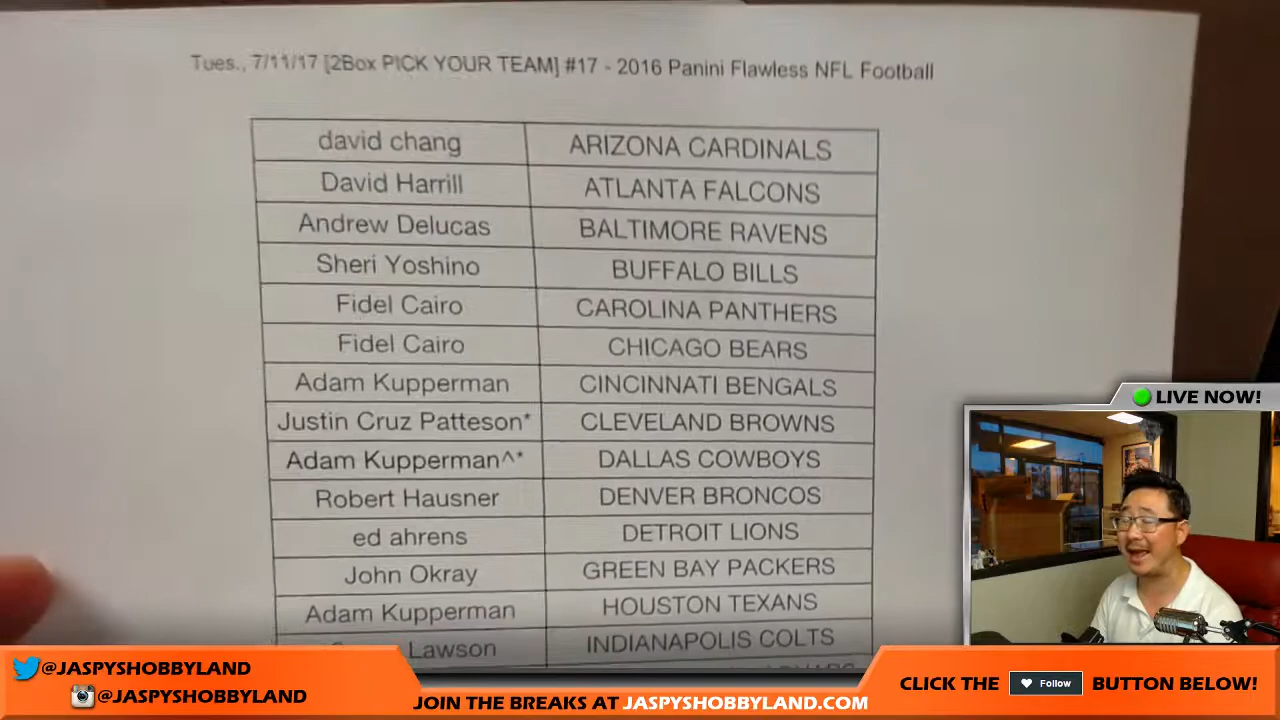 Tues., 7/11/17 [2Box PICK YOUR TEAM] #17 - 2016 Panini Flawless NFL Football
david chang ARIZONA CARDINALS
David Harrill ATLANTA FALCONS
Andrew Delucas BALTIMORE RAVENS
Sheri Yoshino BUFFALO BILLS
Fidel Cairo CAROLINA PANTHERS
Fidel Cairo CHICAGO BEARS
Adam Kupperman CINCINNATI BENGALS
Justin Cruz Patteson* CLEVELAND BROWNS
Adam Kupperman^* DALLAS COWBOYS
Robert Hausner DENVER BRONCOS
ed ahrens DETROIT LIONS
John Okray GREEN BAY PACKERS
Adam Kupperman HOUSTON TEXANS
Lawson INDIANAPOLIS COLTS
LIVE NOW!
@JASPYSHOBBYLAND
@JASPYSHOBBYLAND
JOIN THE BREAKS AT JASPYSHOBBYLAND.COM
CLICK THE Follow BUTTON BELOW!